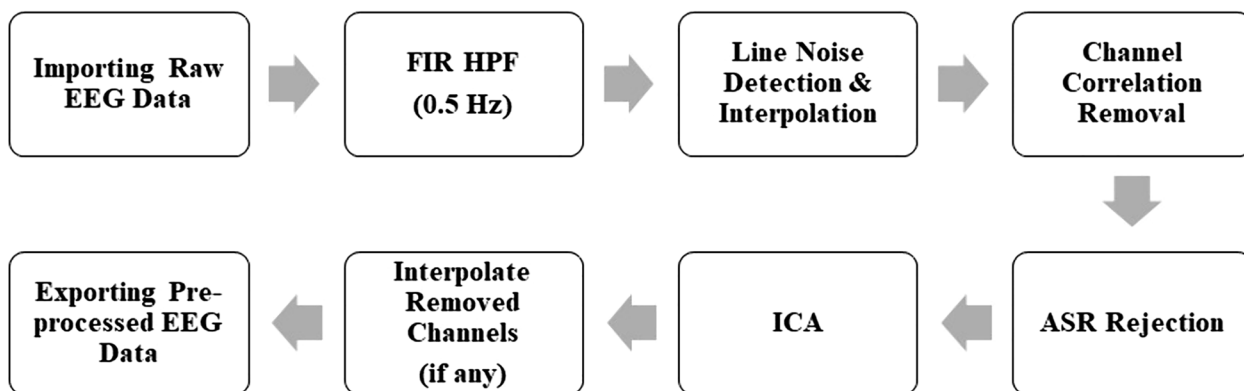 Importing Raw
EEG Data
FIR HPF
(0.5 Hz)
Line Noise
Detection &
Interpolation
Channel
Correlation
Removal
ASR Rejection
ICA
Interpolate
Removed
Channels
(if any)
Exporting Pre-
processed EEG
Data